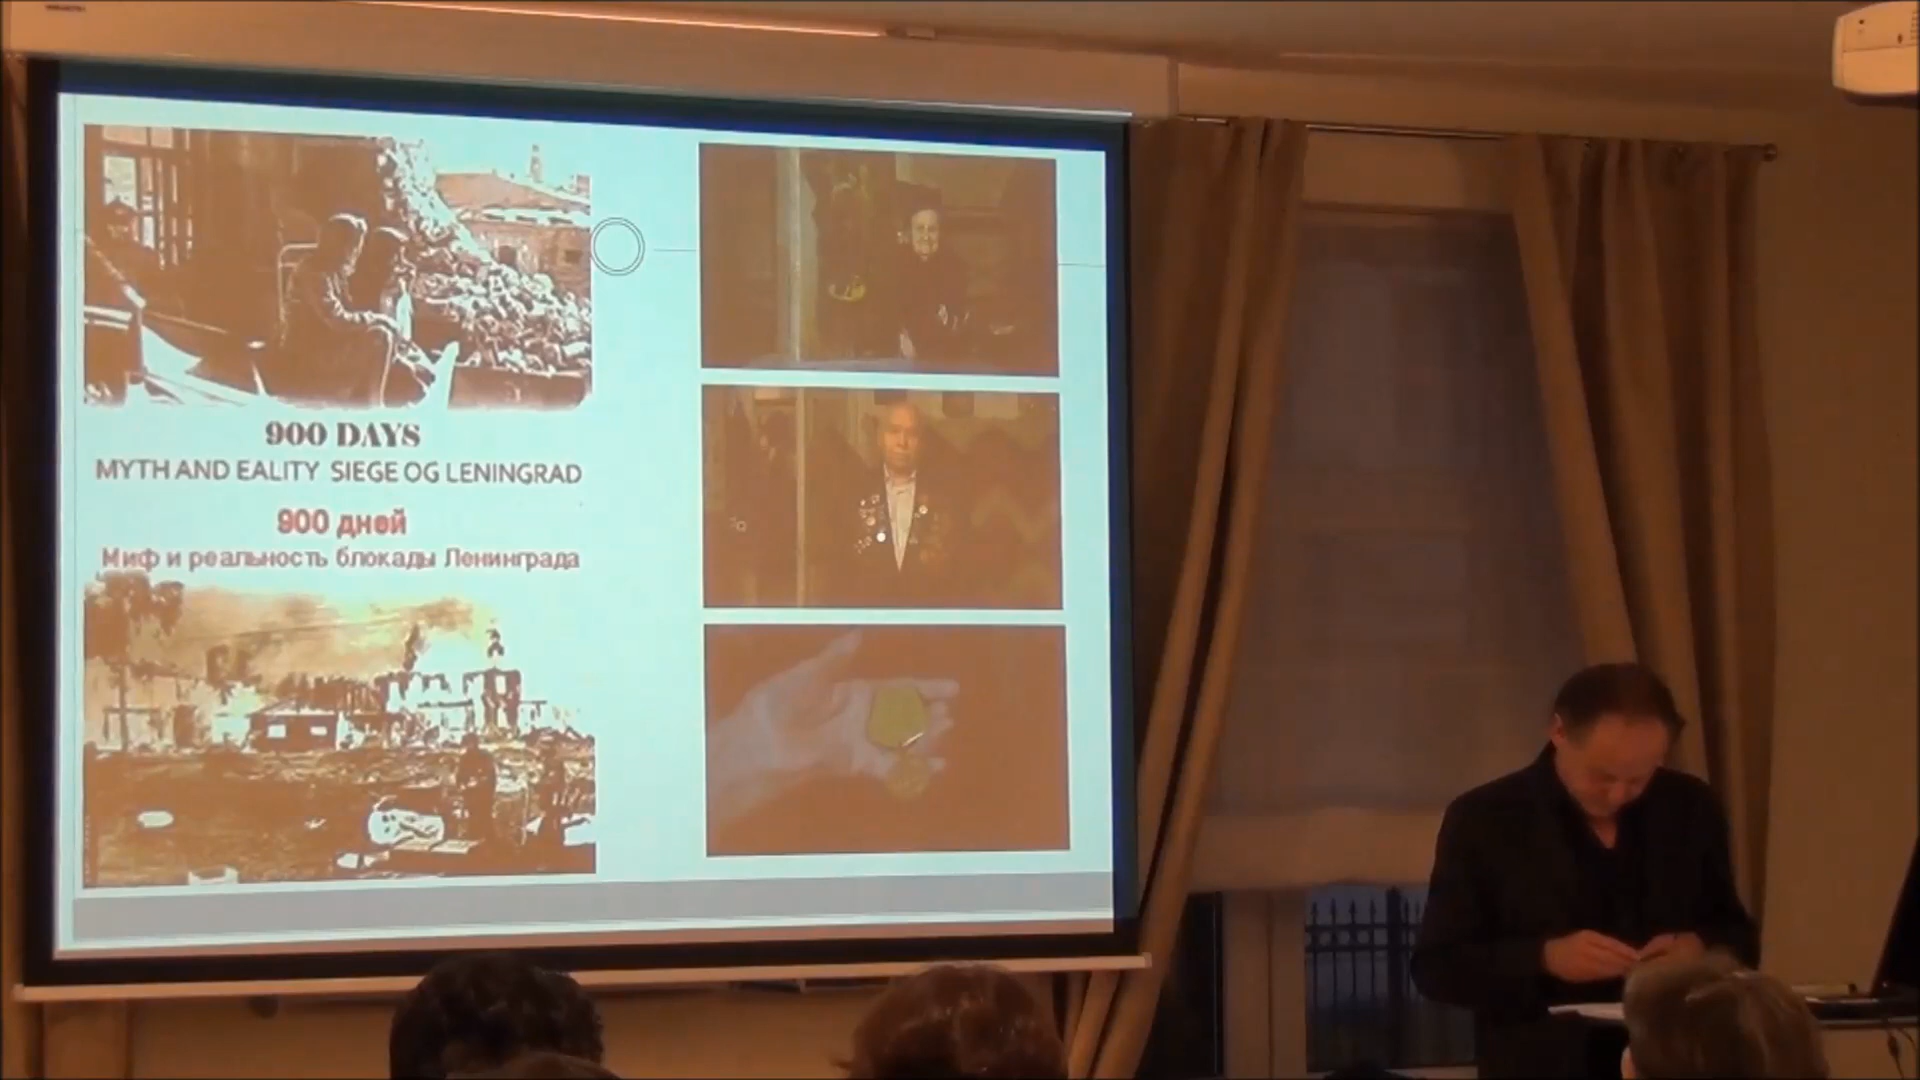 900 DAYS
MYTH AND EALITY SIEGE OG LENINGRAD
900 дней
Миф и реальность блокады Ленинграда